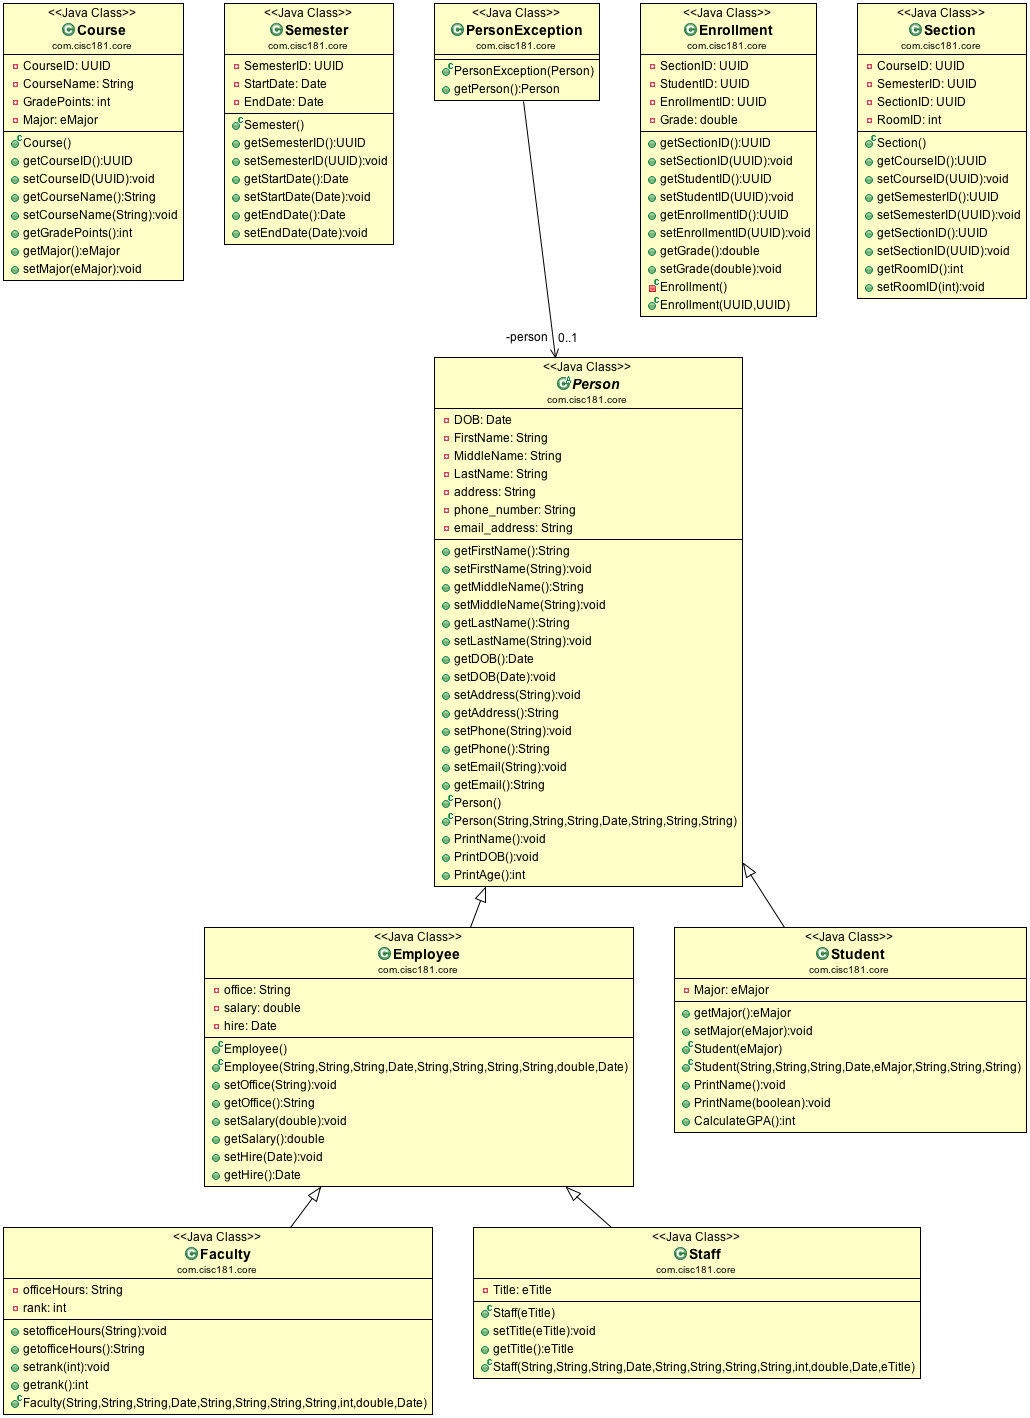 <<Java Class>>
Course
com.cisc181.core
CourseID: UUID
CourseName: String
GradePoints: int
Major: eMajor
Course()
getCourseID():UUID
setCourseID(UUID):void
getCourseName():String
setCourseName(String):void
getGradePoints():int
getMajor():eMajor
setMajor(eMajor):void
<<Java Class>>
Semester
com.cisc181.core
SemesterID: UUID
StartDate: Date
EndDate: Date
Semester()
getSemesterID():UUID
setSemesterID(UUID):void
getStartDate():Date
setStartDate(Date):void
getEndDate():Date
setEndDate(Date):void
<<Java Class>>
PersonException
com.cisc181.core
PersonException(Person)
getPerson():Person
<<Java Class>>
Enrollment
com.cisc181.core
SectionID: UUID
StudentID: UUID
EnrollmentID: UUID
Grade: double
getSectionID():UUID
setSectionID(UUID):void
getStudentID():UUID
setStudentID(UUID):void
getEnrollmentID():UUID
setEnrollmentID(UUID):void
getGrade():double
setGrade(double):void
Enrollment()
Enrollment(UUID,UUID)
<<Java Class>>
Section
com.cisc181.core
CourseID: UUID
SemesterID: UUID
SectionID: UUID
RoomID: int
Section()
getCourseID():UUID
setCourseID(UUID):void
getSemesterID():UUID
setSemesterID(UUID):void
getSectionID():UUID
setSectionID(UUID):void
getRoomID():int
setRoomID(int):void
-person 0..1
<<Java Class>>
Person
com.cisc181.core
DOB: Date
FirstName: String
MiddleName: String
LastName: String
address: String
phone_number: String
email_address: String
getFirstName():String
setFirstName(String):void
getMiddleName():String
setMiddleName(String):void
getLastName():String
setLastName(String):void
getDOB():Date
setDOB(Date):void
setAddress(String):void
getAddress():String
setPhone(String):void
getPhone():String
setEmail(String):void
getEmail():String
Person()
Person(String,String,String,Date,String,String,String)
PrintName():void
PrintDOB():void
PrintAge():int
<<Java Class>>
Employee
com.cisc181.core
office: String
salary: double
hire: Date
Employee()
Employee(String,String,String,Date,String,String,String,String,double,Date)
setOffice(String):void
getOffice():String
setSalary(double):void
getSalary():double
setHire(Date):void
getHire():Date
<<Java Class>>
Student
com.cisc181.core
Major: eMajor
getMajor():eMajor
setMajor(eMajor):void
Student(eMajor)
Student(String,String,String,Date,eMajor,String,String,String)
PrintName():void
PrintName(boolean):void
CalculateGPA():int
<<Java Class>>
Faculty
com.cisc181.core
officeHours: String
rank: int
setofficeHours(String):void
getofficeHours():String
setrank(int):void
getrank():int
Faculty(String,String,String,Date,String,String,String,String,int,double,Date)
<<Java Class>>
Staff
com.cisc181.core
Title: eTitle
Staff(eTitle)
setTitle(eTitle):void
getTitle():eTitle
Staff(String,String,String,Date,String,String,String,String,int,double,Date,eTitle)